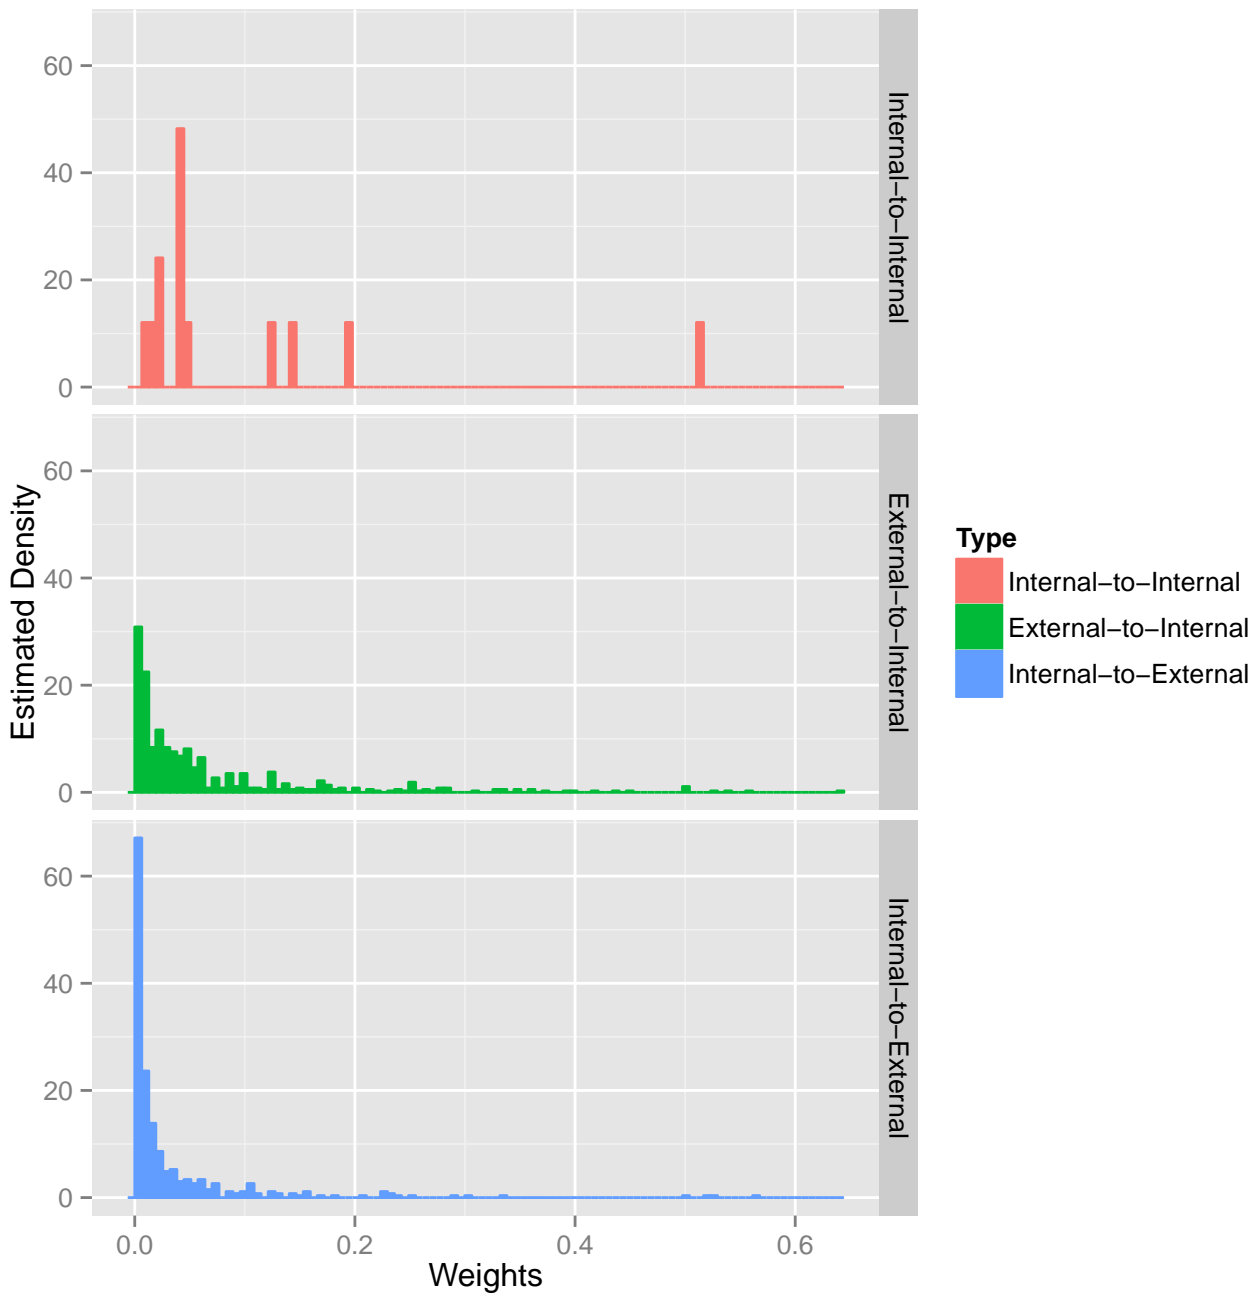 60
40
20
0
Internal−to−Internal
60
40
20
0
External−to−Internal
60
40
20
0
Internal−to−External
Estimated Density
0.0 0.2 0.4 0.6
Weights
Type
Internal−to−Internal
External−to−Internal
Internal−to−External